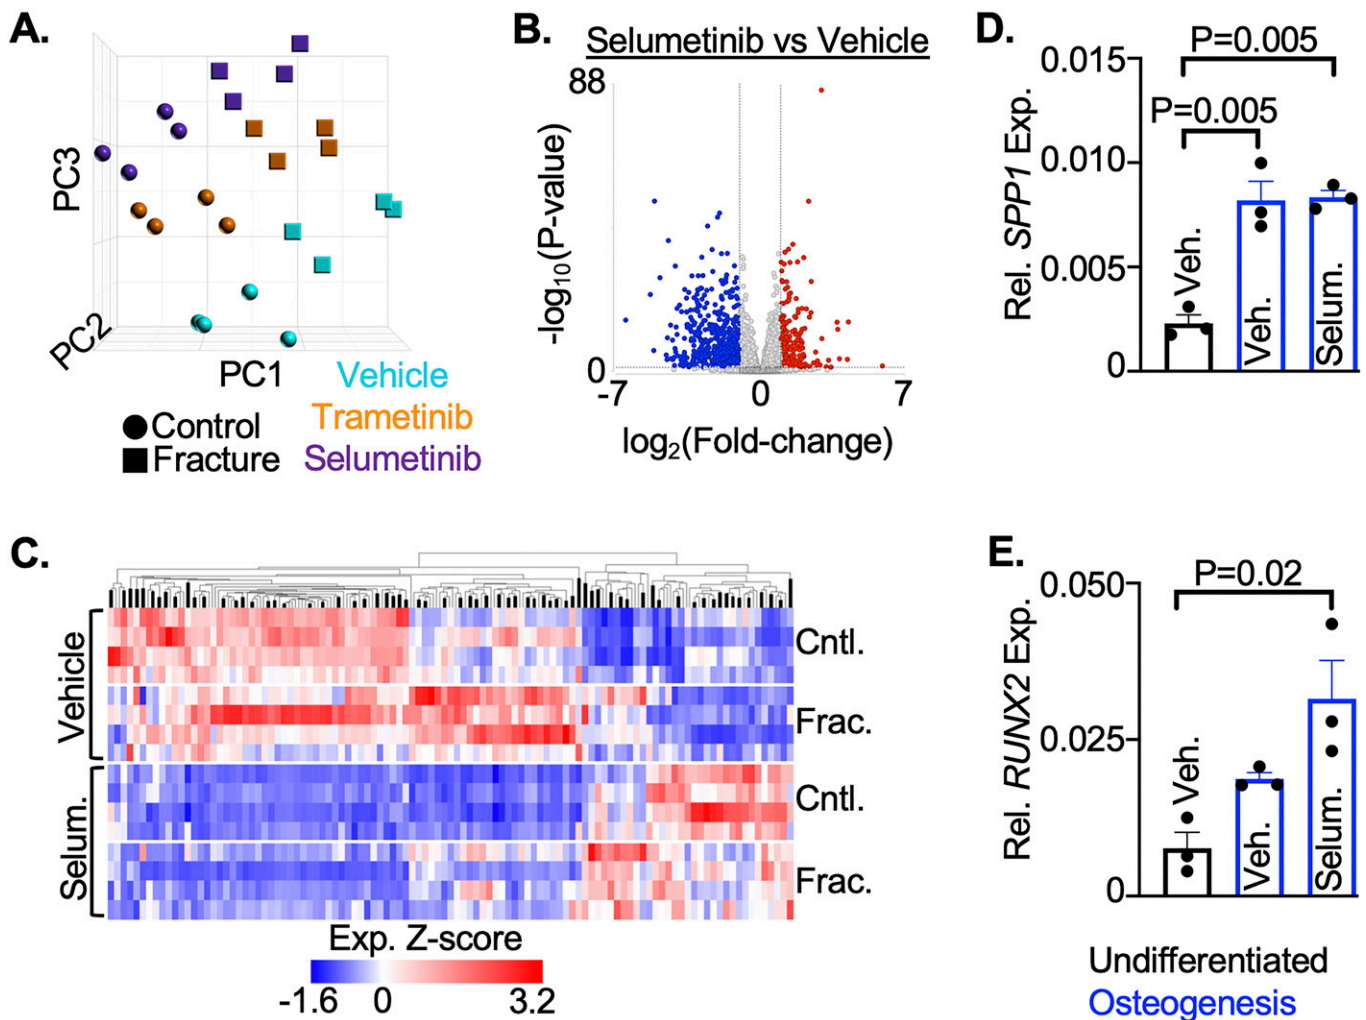 A.
PC3
PC2
PC1
Control
Fracture
Vehicle
Trametinib
Selumetinib
B.
Selumetinib vs Vehicle
88
0
-log10(P-value)
-7
0
7
log2(Fold-change)
C.
Vehicle
Selum.
Cntl.
Frac.
Cntl.
Frac.
Exp. Z-score
-1.6
0
3.2
D.
P=0.005
P=0.005
0.015
0.010
0.005
0
Rel. SPP1 Exp.
Veh.
Veh.
Selum.
E.
P=0.02
0.050
0.025
0
Rel. RUNX2 Exp.
Veh.
Veh.
Selum.
Undifferentiated
Osteogenesis